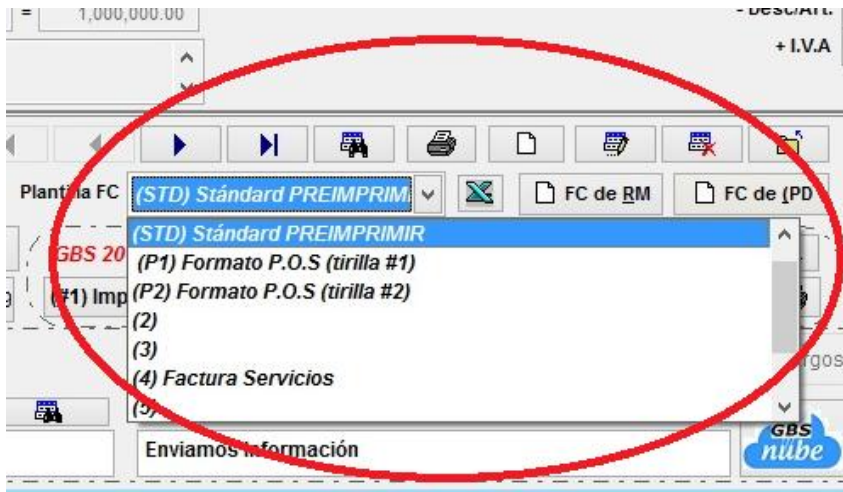 = 1,000,000.00
- Desc/Art.
+ I.V.A
Plantilla FC (STD) Stándard PREIMPRIM FC de RM FC de (PD
(STD) Stándard PREIMPRIMIR
GBS 20 (P1) Formato P.O.S (tirilla #1)
(#1) Imp (P2) Formato P.O.S (tirilla #2)
(2)
(3)
(4) Factura Servicios
(5)
Enviamos Información
GBS
nube